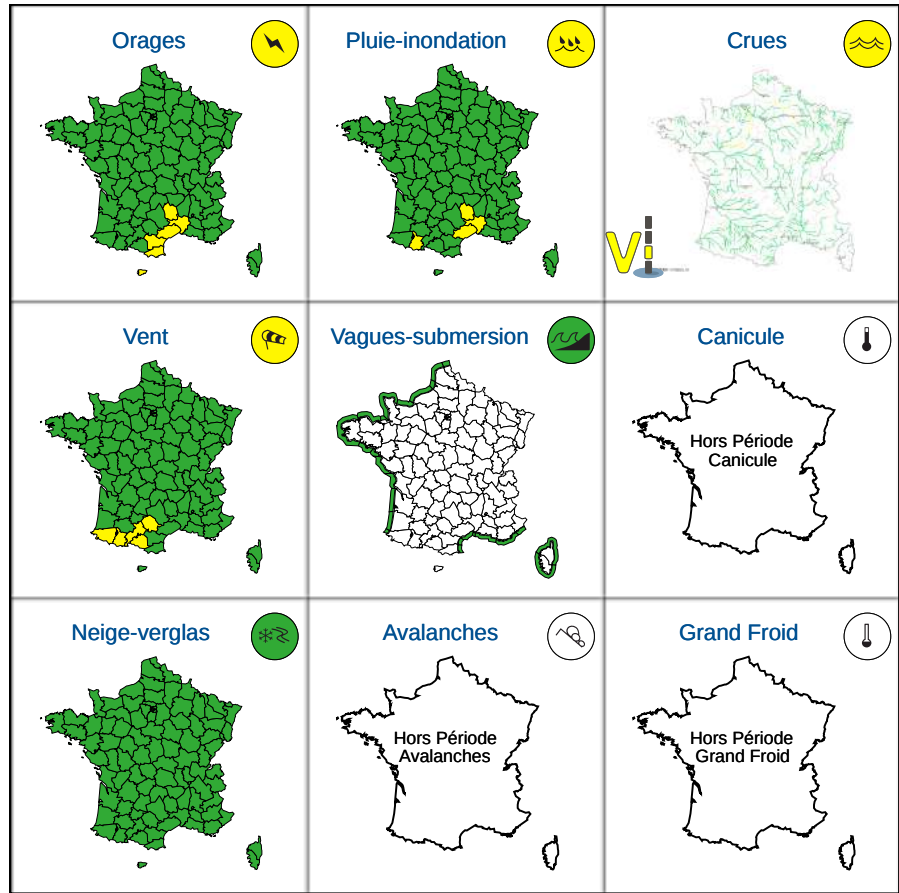 Orages
Pluie-inondation
Crues
Vi
Vent
Vagues-submersion
Canicule
Hors Période
Canicule
Neige-verglas
Avalanches
Grand Froid
Hors Période
Avalanches
Hors Période
Grand Froid